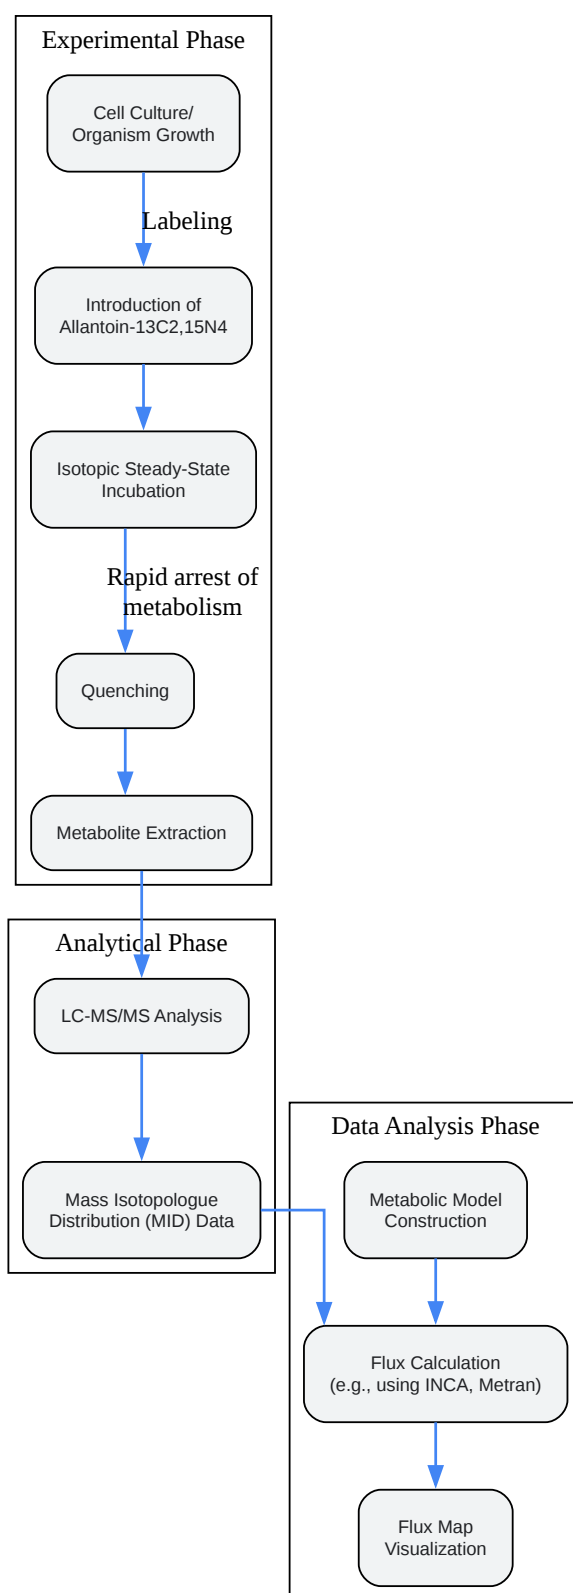 Experimental Phase
Cell Culture/
Organism Growth
Labeling
Introduction of
Allantoin-13C2,15N4
Isotopic Steady-State
Incubation
Rapid arrest of
metabolism
Quenching
Metabolite Extraction
Analytical Phase
LC-MS/MS Analysis
Mass Isotopologue
Distribution (MID) Data
Data Analysis Phase
Metabolic Model
Construction
Flux Calculation
(e.g., using INCA, Metran)
Flux Map
Visualization